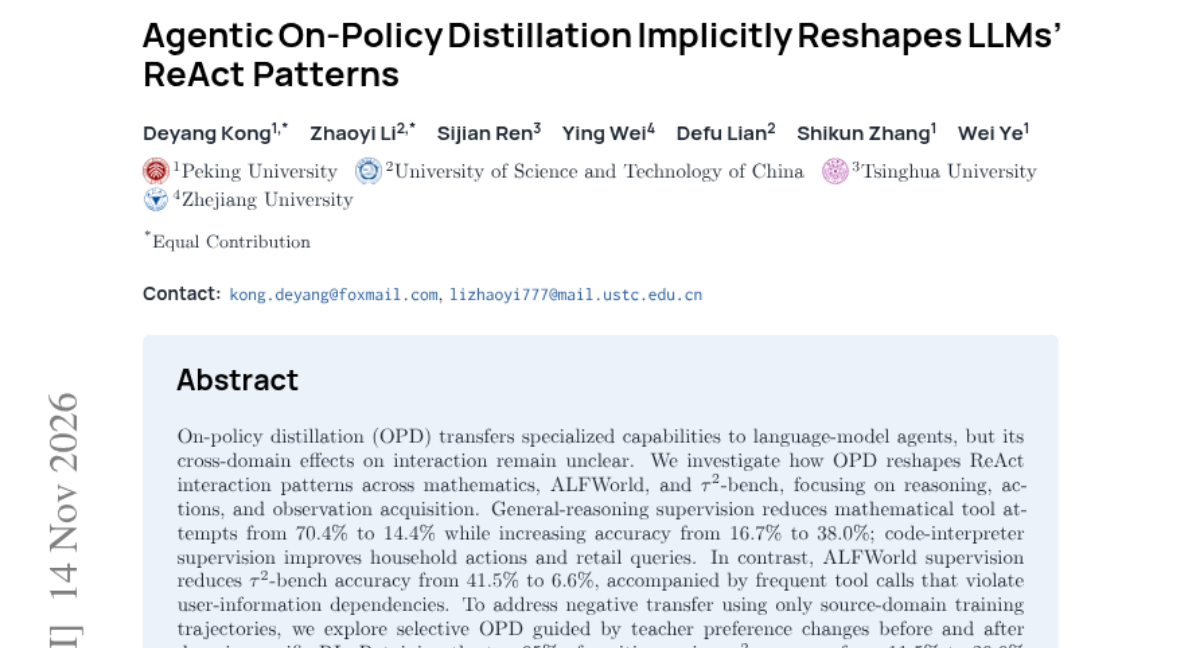 Agentic On-Policy Distillation Implicitly Reshapes LLMs'
ReAct Patterns
Deyang Kong1,* Zhaoyi Li2,* Sijian Ren3 Ying Wei4 Defu Lian2 Shikun Zhang1 Wei Ye1
1Peking University 2University of Science and Technology of China 3Tsinghua University
4Zhejiang University
*Equal Contribution
Contact: kong.deyang@foxmail.com, lizhaoyi777@mail.ustc.edu.cn
Abstract
On-policy distillation (OPD) transfers specialized capabilities to language-model agents, but its
cross-domain effects on interaction remain unclear. We investigate how OPD reshapes ReAct
interaction patterns across mathematics, ALFWorld, and τ2-bench, focusing on reasoning, ac-
tions, and observation acquisition. General-reasoning supervision reduces mathematical tool at-
tempts from 70.4% to 14.4% while increasing accuracy from 16.7% to 38.0%; code-interpreter
supervision improves household actions and retail queries. In contrast, ALFWorld supervision
reduces τ2-bench accuracy from 41.5% to 6.6%, accompanied by frequent tool calls that violate
user-information dependencies. To address negative transfer using only source-domain training
trajectories, we explore selective OPD guided by teacher preference changes before and after
I] 14 Nov 2026